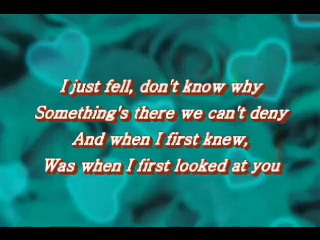 I just fell, don't know why
Something's there we can't deny
And when I first knew,
Was when I first looked at you